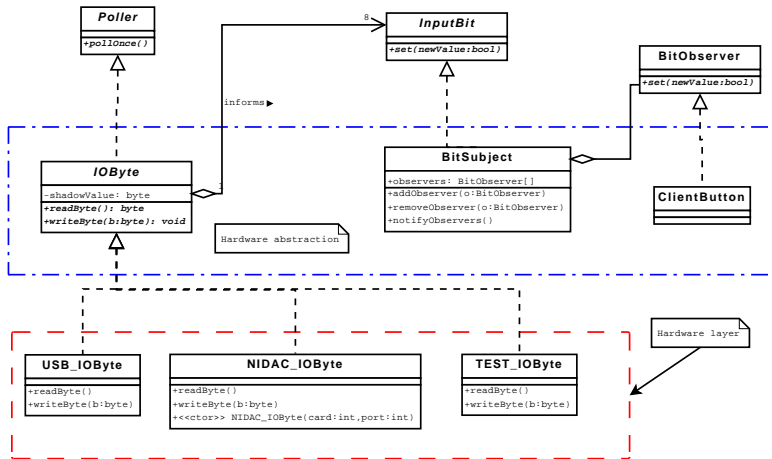 Poller
+pollOnce()
8
InputBit
+set(newValue:bool)
BitObserver
+set(newValue:bool)
informs►
IOByte
-shadowValue: byte
+readByte(): byte
+writeByte(b:byte): void
1
BitSubject
+observers: BitObserver[]
+addObserver(o:BitObserver)
+removeObserver(o:BitObserver)
+notifyObservers()
ClientButton
Hardware abstraction
Hardware layer
USB_IOByte
+readByte()
+writeByte(b:byte)
NIDAC_IOByte
+readByte()
+writeByte(b:byte)
+<<ctor>> NIDAC_IOByte(card:int,port:int)
TEST_IOByte
+readByte()
+writeByte(b:byte)